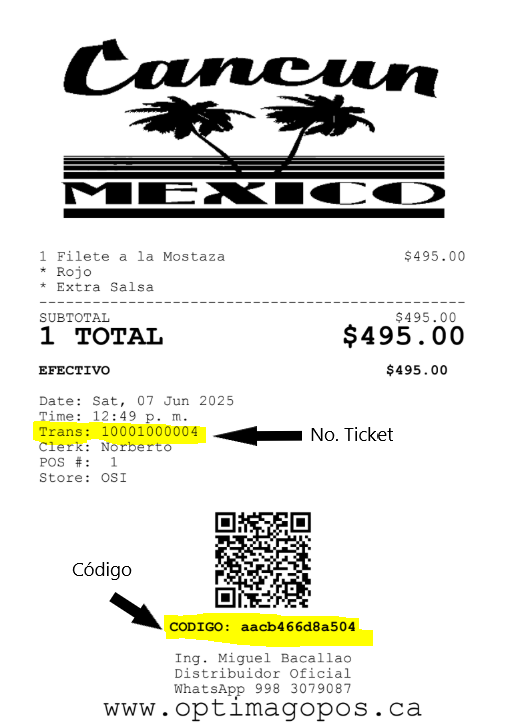 Cancun
MEXICO
1 Filete a la Mostaza $495.00
* Rojo
* Extra Salsa
------------------------------------------------
SUBTOTAL $495.00
1 TOTAL $495.00
EFECTIVO $495.00
Date: Sat, 07 Jun 2025
Time: 12:49 p. m.
Trans: 10001000004
No. Ticket
Clerk: Norberto
POS #: 1
Store: OSI
Código
CODIGO: aacb466d8a504
Ing. Miguel Bacallao
Distribuidor Oficial
WhatsApp 998 3079087
www.optimagopos.ca